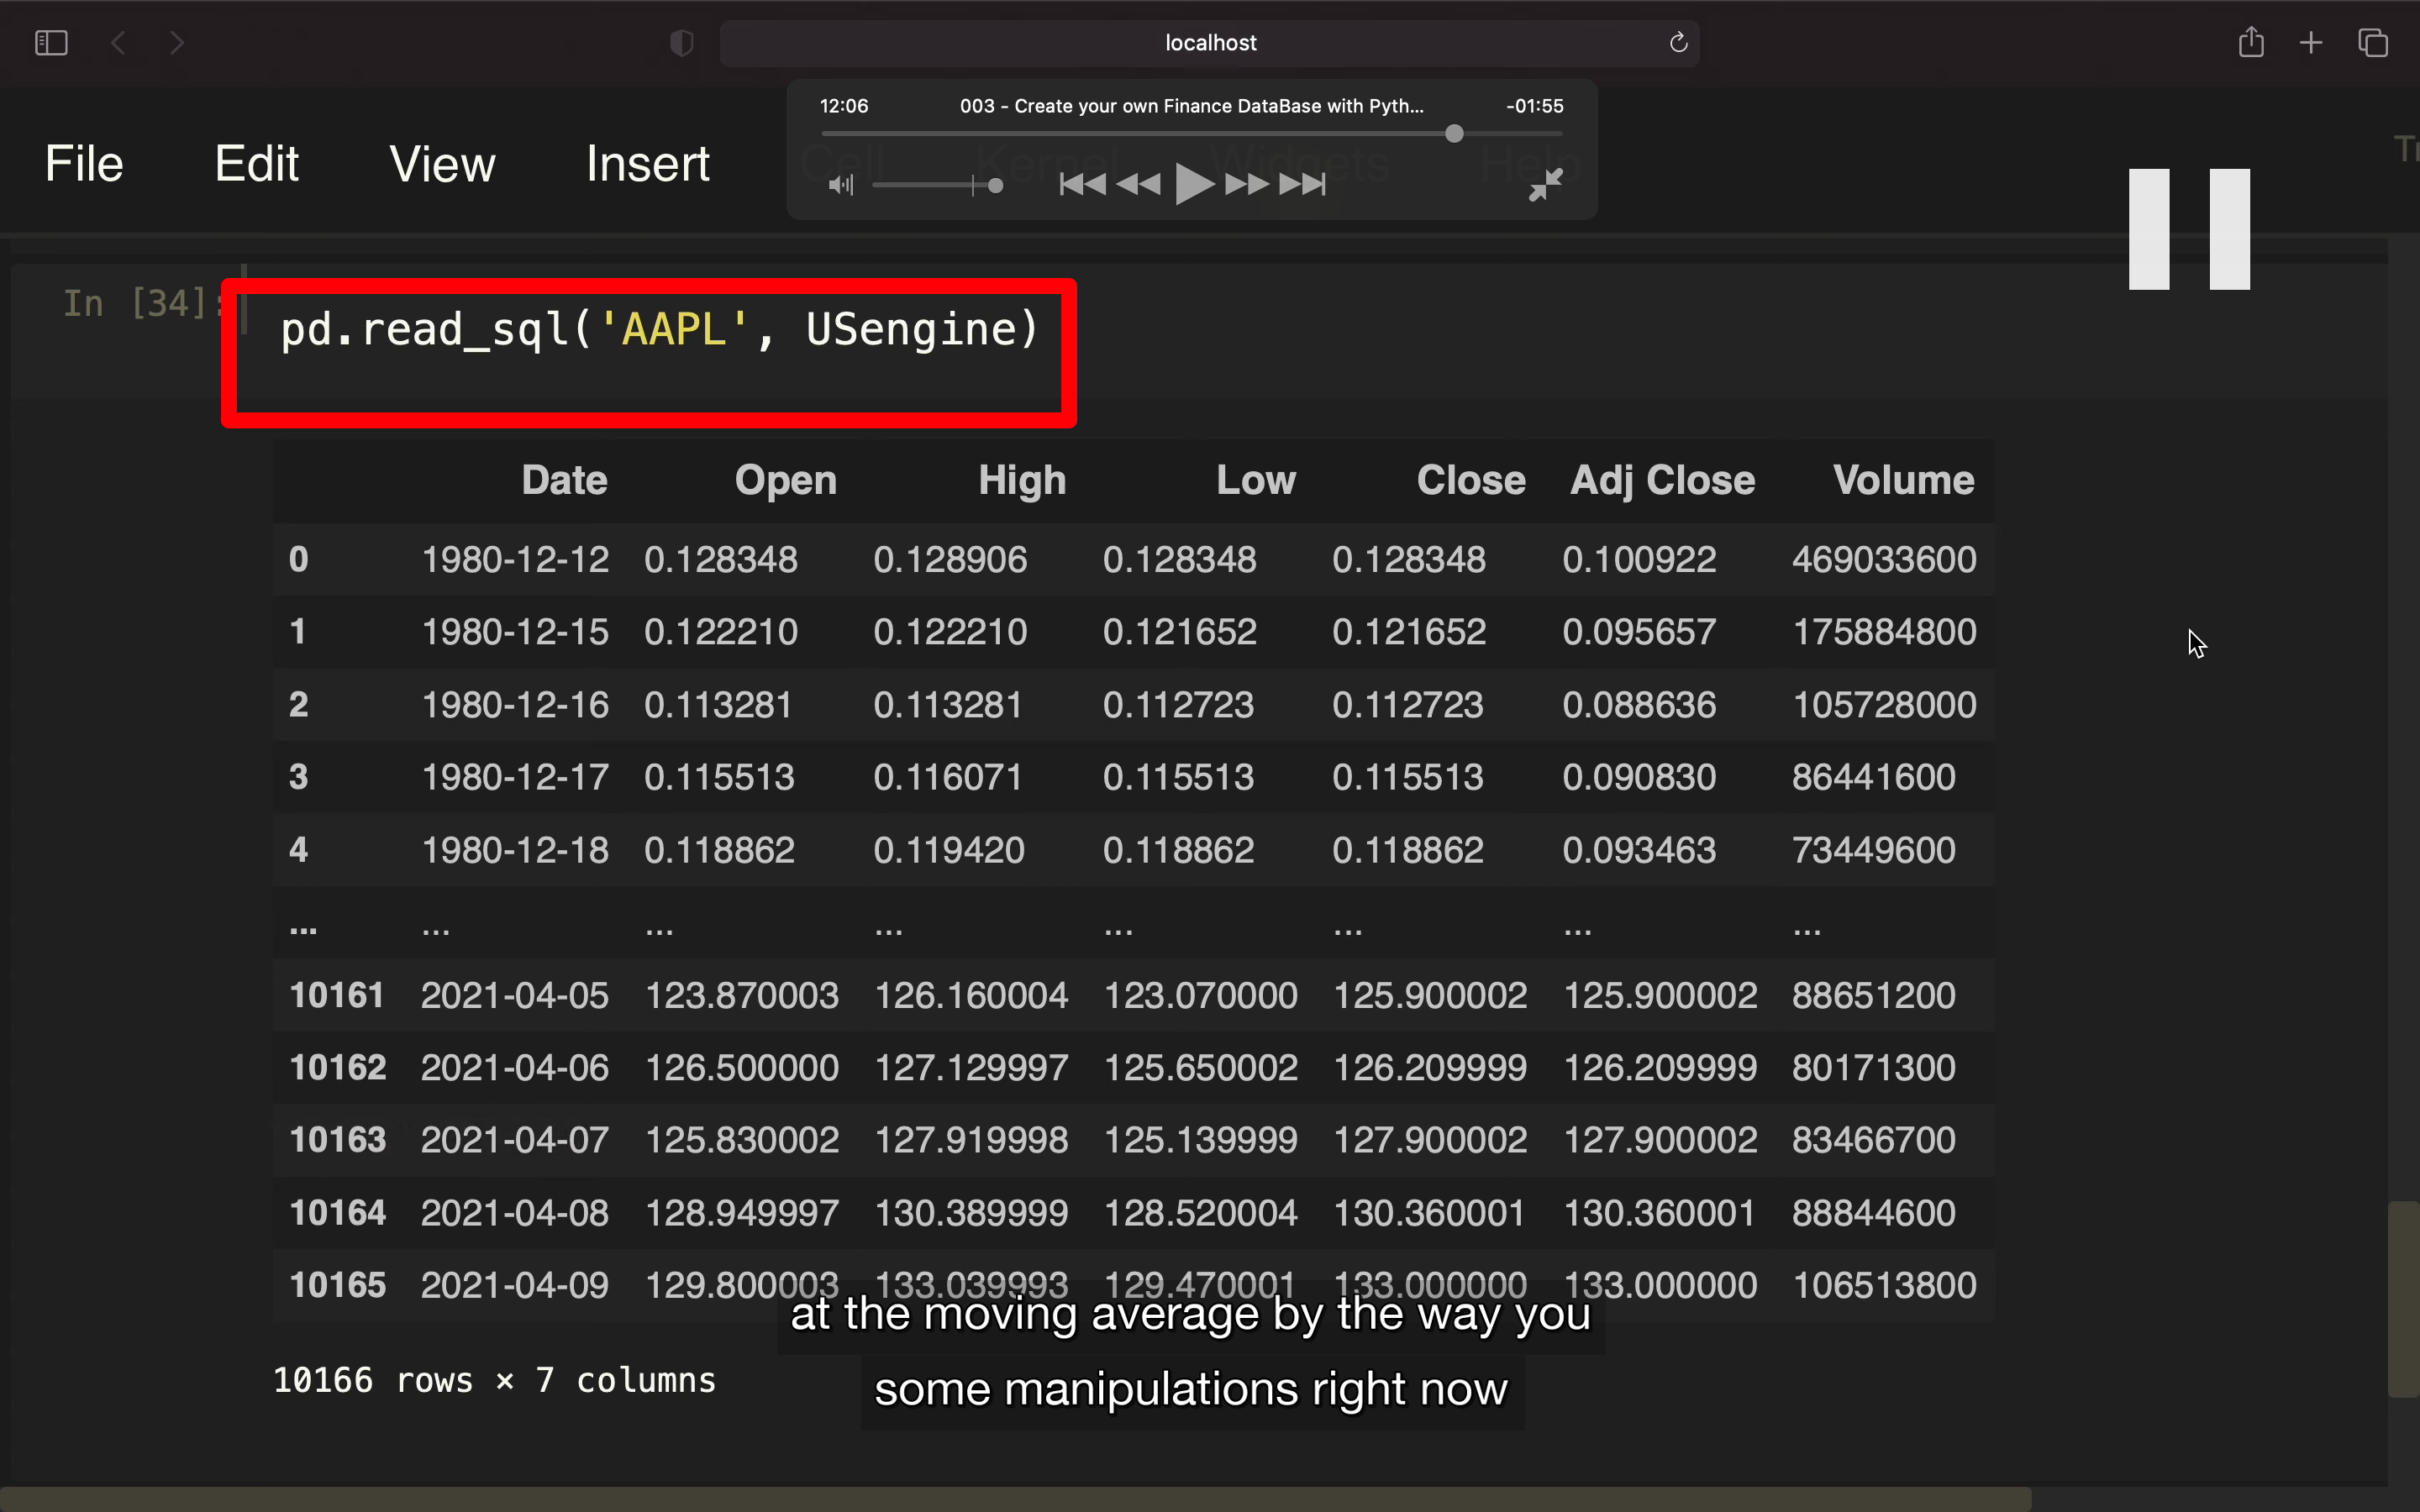 localhost
12:06 003 - Create your own Finance DataBase with Pyth... -01:55
File Edit View Insert Cell Kernel Widgets Help
In [34]: pd.read_sql('AAPL', USengine)
Date Open High Low Close Adj Close Volume
0 1980-12-12 0.128348 0.128906 0.128348 0.128348 0.100922 469033600
1 1980-12-15 0.122210 0.122210 0.121652 0.121652 0.095657 175884800
2 1980-12-16 0.113281 0.113281 0.112723 0.112723 0.088636 105728000
3 1980-12-17 0.115513 0.116071 0.115513 0.115513 0.090830 86441600
4 1980-12-18 0.118862 0.119420 0.118862 0.118862 0.093463 73449600
... ... ... ... ... ... ... ...
10161 2021-04-05 123.870003 126.160004 123.070000 125.900002 125.900002 88651200
10162 2021-04-06 126.500000 127.129997 125.650002 126.209999 126.209999 80171300
10163 2021-04-07 125.830002 127.919998 125.139999 127.900002 127.900002 83466700
10164 2021-04-08 128.949997 130.389999 128.520004 130.360001 130.360001 88844600
10165 2021-04-09 129.800003 133.039993 129.470001 133.000000 133.000000 106513800
at the moving average by the way you
10166 rows × 7 columns
some manipulations right now